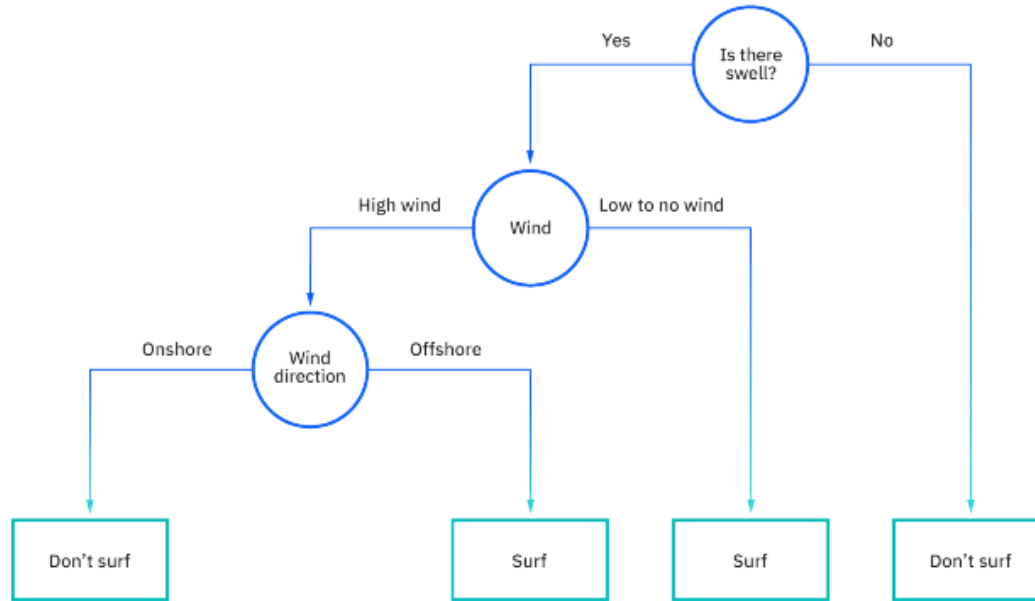 Yes
Is there
swell?
No
High wind
Wind
Low to no wind
Onshore
Wind
direction
Offshore
Don’t surf
Surf
Surf
Don’t surf